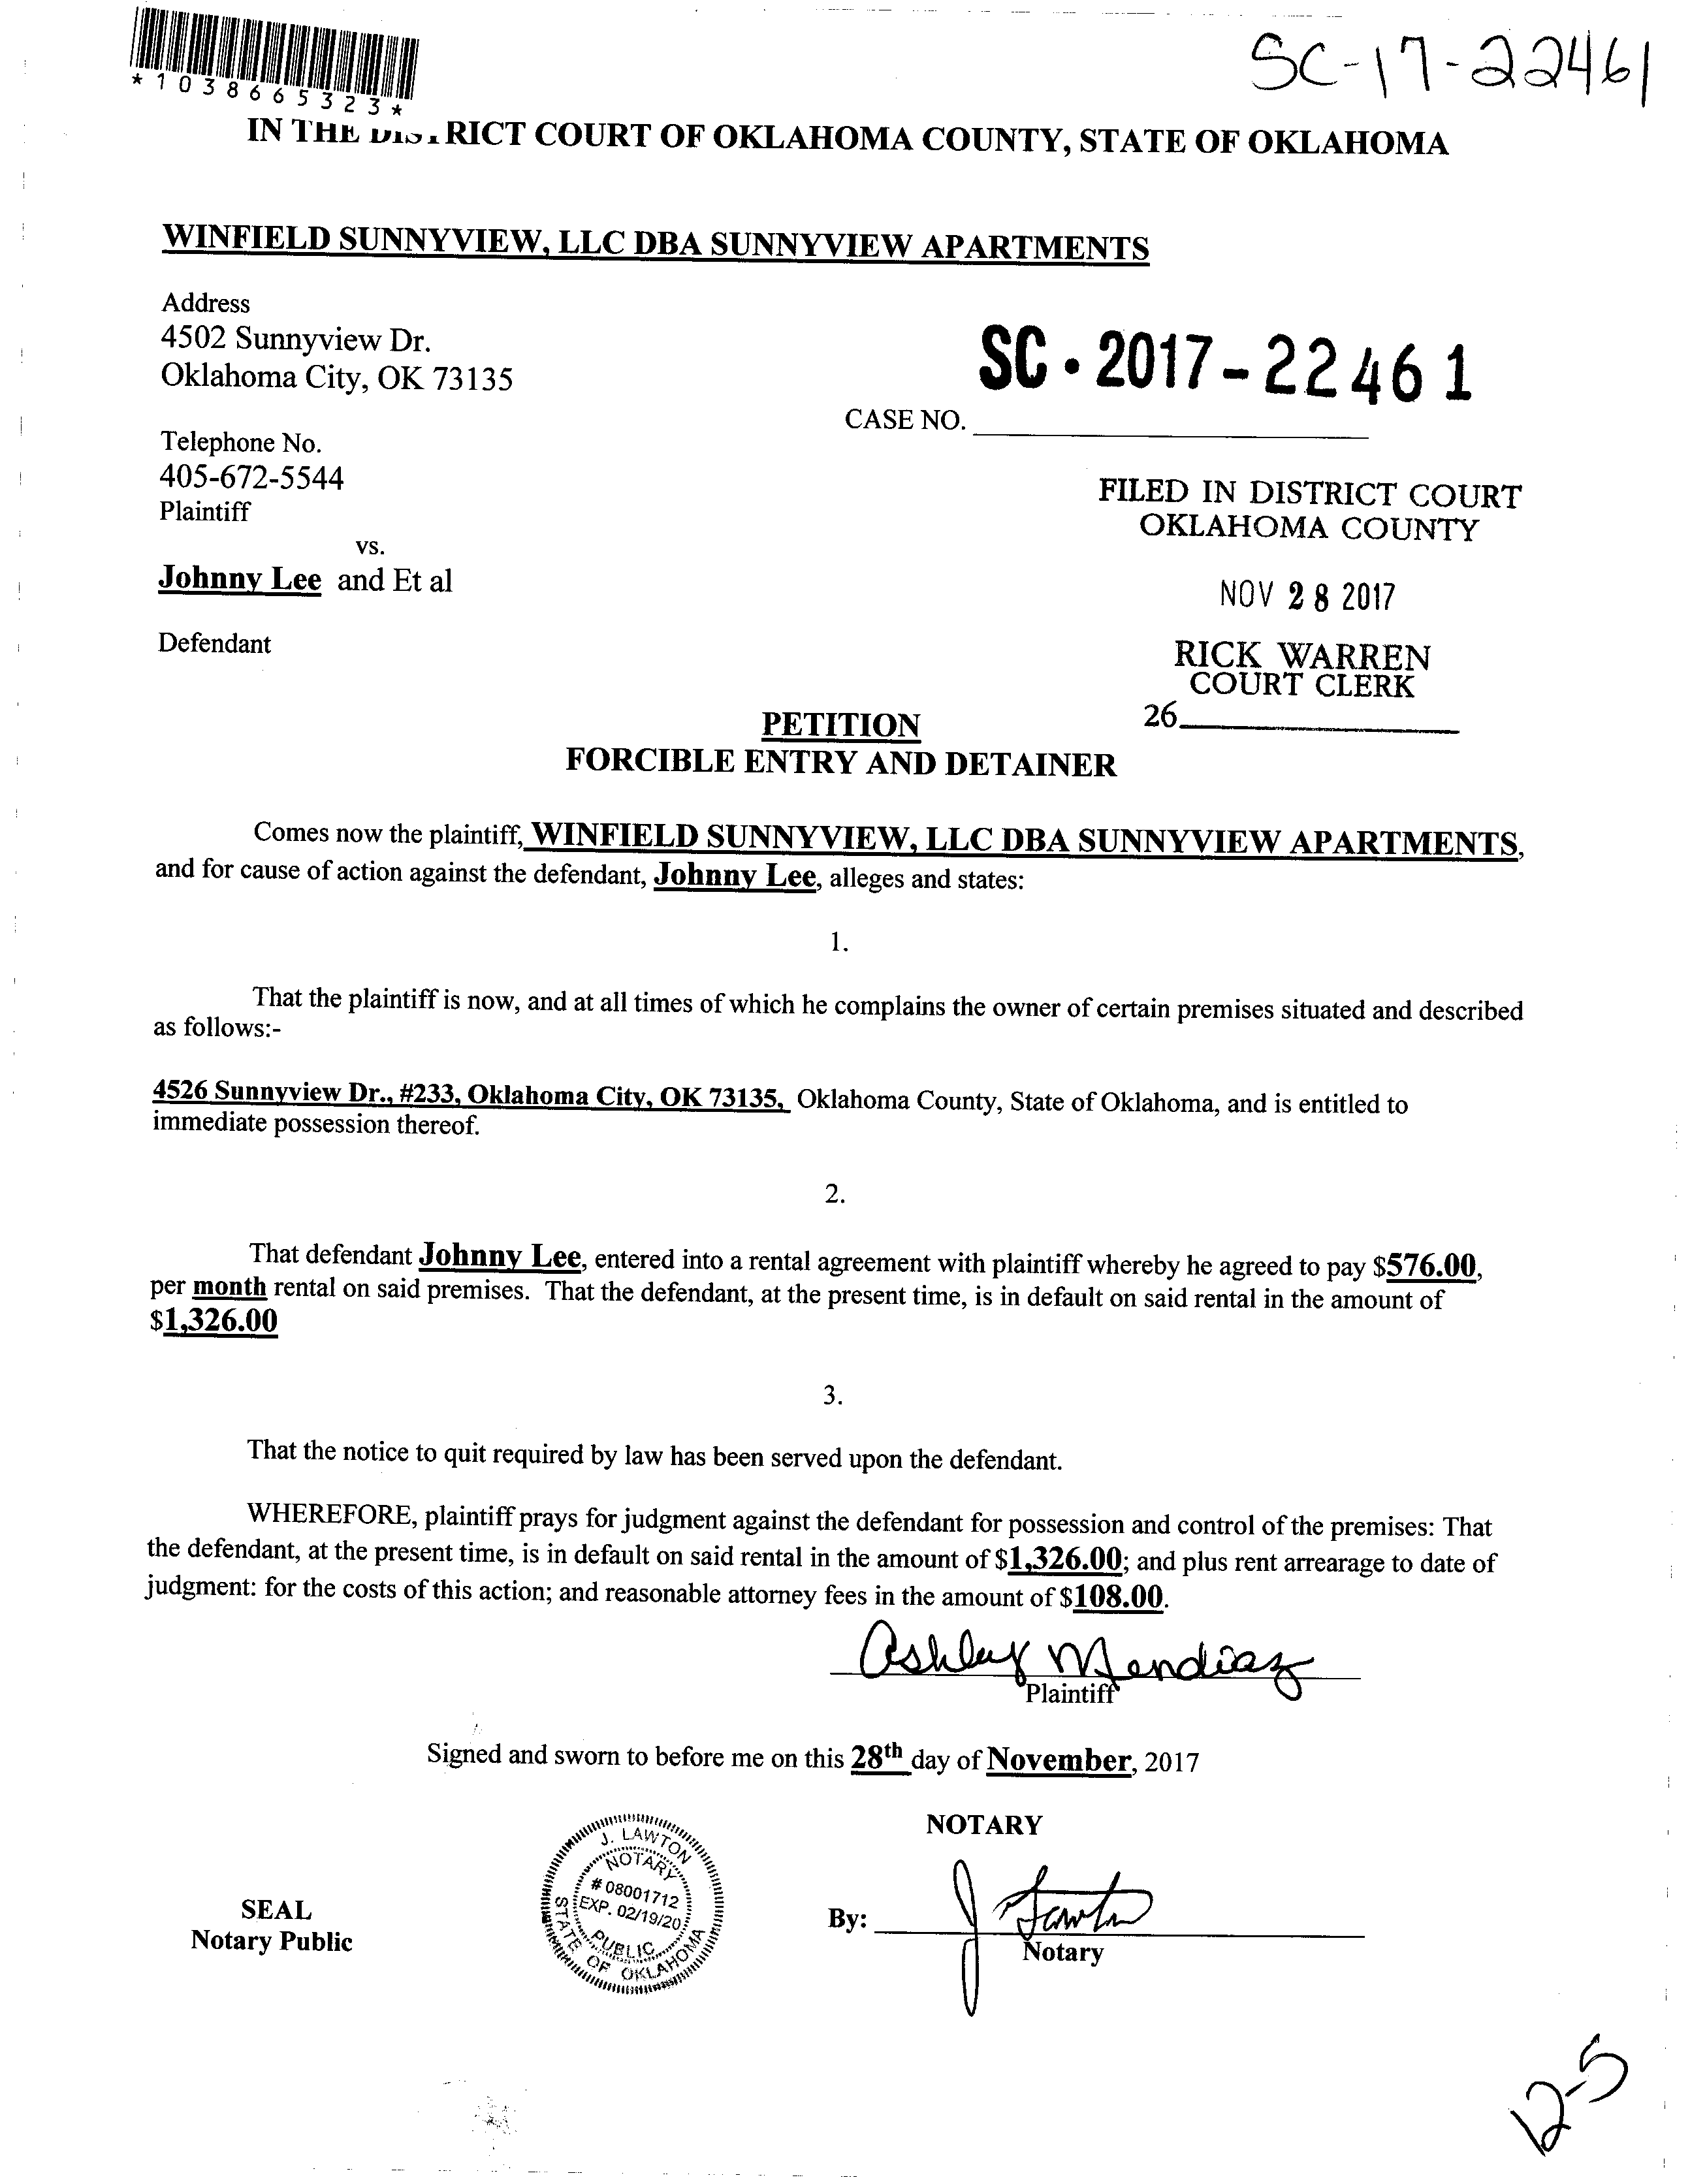 SC-17-22461
*1038665323*
IN THE DISTRICT COURT OF OKLAHOMA COUNTY, STATE OF OKLAHOMA
WINFIELD SUNNYVIEW, LLC DBA SUNNYVIEW APARTMENTS
Address
4502 Sunnyview Dr.
Oklahoma City, OK 73135
SC-2017-22461
CASE NO.
Telephone No.
405-672-5544
Plaintiff
vs.
Johnny Lee and Et al
Defendant
FILED IN DISTRICT COURT
OKLAHOMA COUNTY
NOV 28 2017
RICK WARREN
COURT CLERK
26
PETITION
FORCIBLE ENTRY AND DETAINER
Comes now the plaintiff, WINFIELD SUNNYVIEW, LLC DBA SUNNYVIEW APARTMENTS,
and for cause of action against the defendant, Johnny Lee, alleges and states:
1.
That the plaintiff is now, and at all times of which he complains the owner of certain premises situated and described
as follows:-
4526 Sunnyview Dr., #233, Oklahoma City, OK 73135, Oklahoma County, State of Oklahoma, and is entitled to
immediate possession thereof.
2.
That defendant Johnny Lee, entered into a rental agreement with plaintiff whereby he agreed to pay $576.00,
per month rental on said premises. That the defendant, at the present time, is in default on said rental in the amount of
$1,326.00
3.
That the notice to quit required by law has been served upon the defendant.
WHEREFORE, plaintiff prays for judgment against the defendant for possession and control of the premises: That
the defendant, at the present time, is in default on said rental in the amount of $1,326.00; and plus rent arrearage to date of
judgment: for the costs of this action; and reasonable attorney fees in the amount of $108.00.
Ashley Mendiaz
Plaintiff
Signed and sworn to before me on this 28th day of November, 2017
NOTARY
J. LAWTON
NOTARY
# 08001712
EXP. 02/19/20
PUBLIC
STATE OF OKLAHOMA
SEAL
Notary Public
By: J Lawton
Notary
12-5